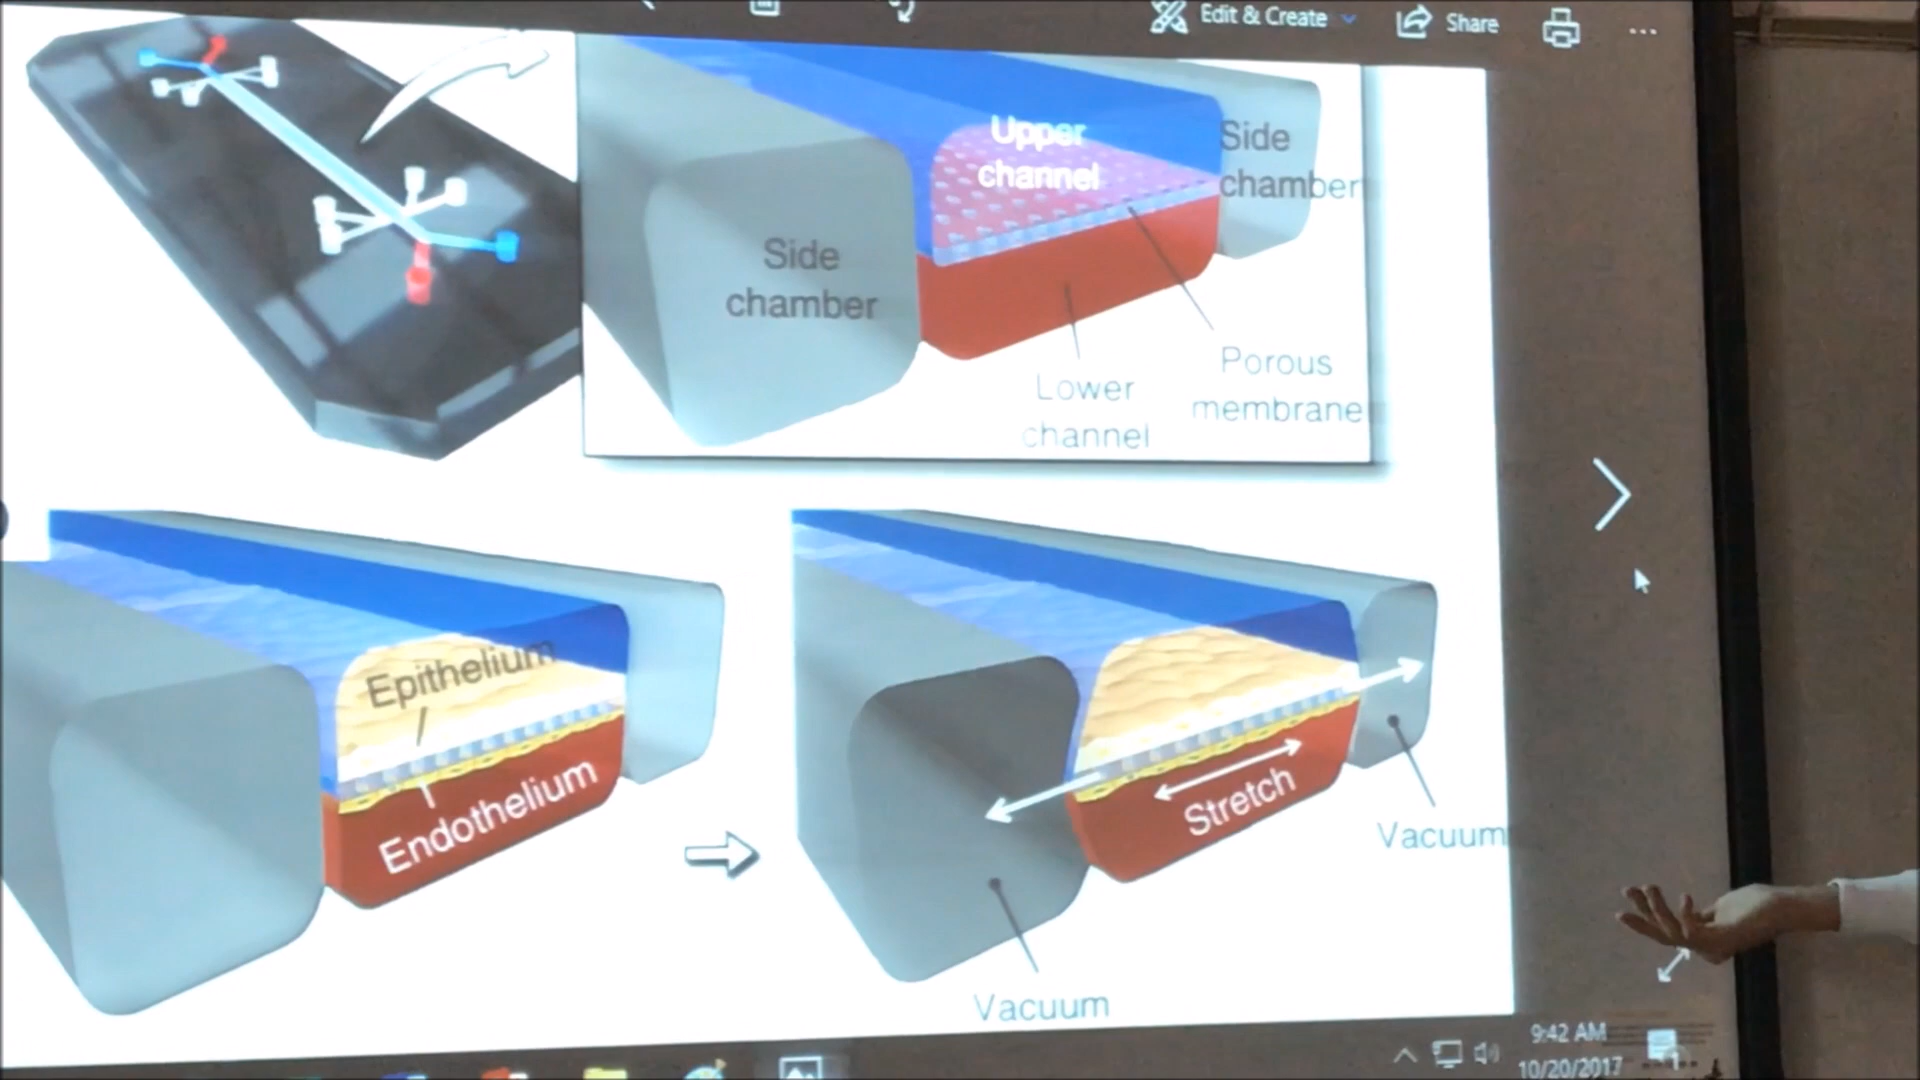 Edit & Create
Share
Upper
channel
Side
chamber
Side
chamber
Porous
membrane
Lower
channel
Epithelium
Endothelium
Stretch
Vacuum
Vacuum
9:42 AM
10/20/2017